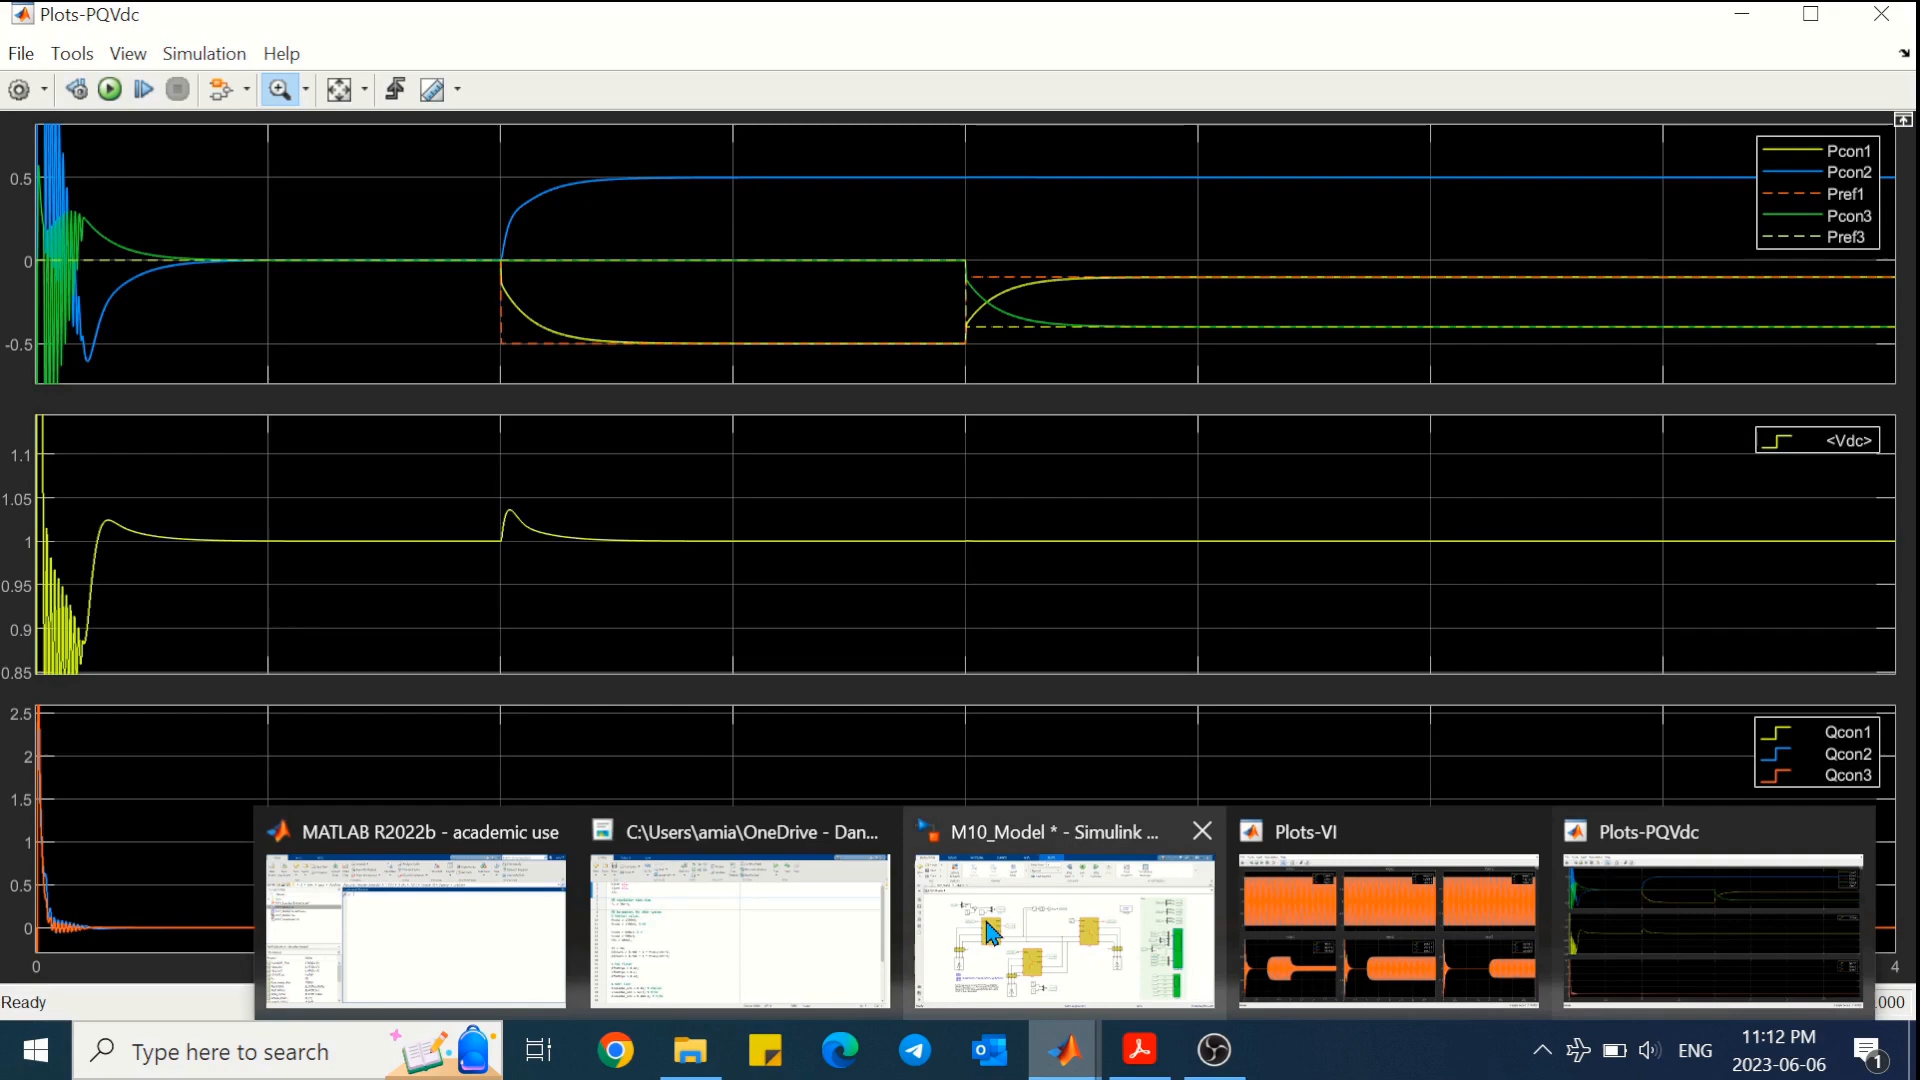 Plots-PQVdc
File Tools View Simulation Help
0.5
0
-0.5
Pcon1
Pcon2
Pref1
Pcon3
Pref3
1.1
1.05
1
0.95
0.9
0.85
<Vdc>
2.5
2
1.5
1
0.5
0
Qcon1
Qcon2
Qcon3
0
4
MATLAB R2022b - academic use
C:\Users\amia\OneDrive - Dan...
M10_Model * - Simulink ...
Plots-VI
Plots-PQVdc
Ready
.000
Type here to search
ENG
11:12 PM
2023-06-06
1